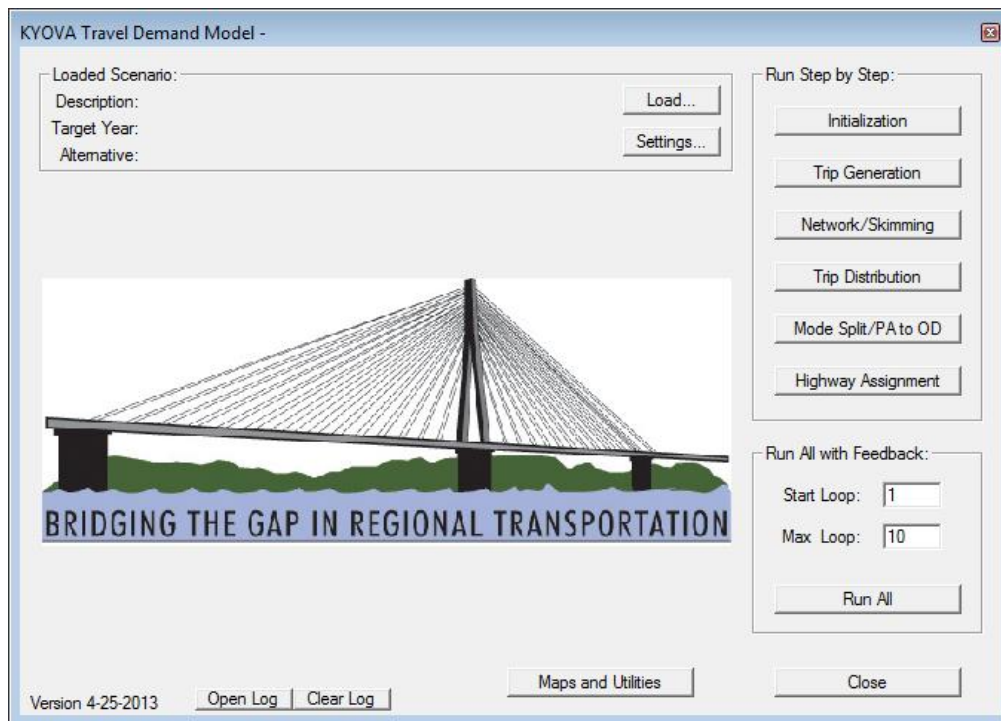 KYOVA Travel Demand Model -
Loaded Scenario:
Description:
Target Year:
Alternative:
Load...
Settings...
BRIDGING THE GAP IN REGIONAL TRANSPORTATION
Run Step by Step:
Initialization
Trip Generation
Network/Skimming
Trip Distribution
Mode Split/PA to OD
Highway Assignment
Run All with Feedback:
Start Loop: 1
Max Loop: 10
Run All
Version 4-25-2013
Open Log
Clear Log
Maps and Utilities
Close